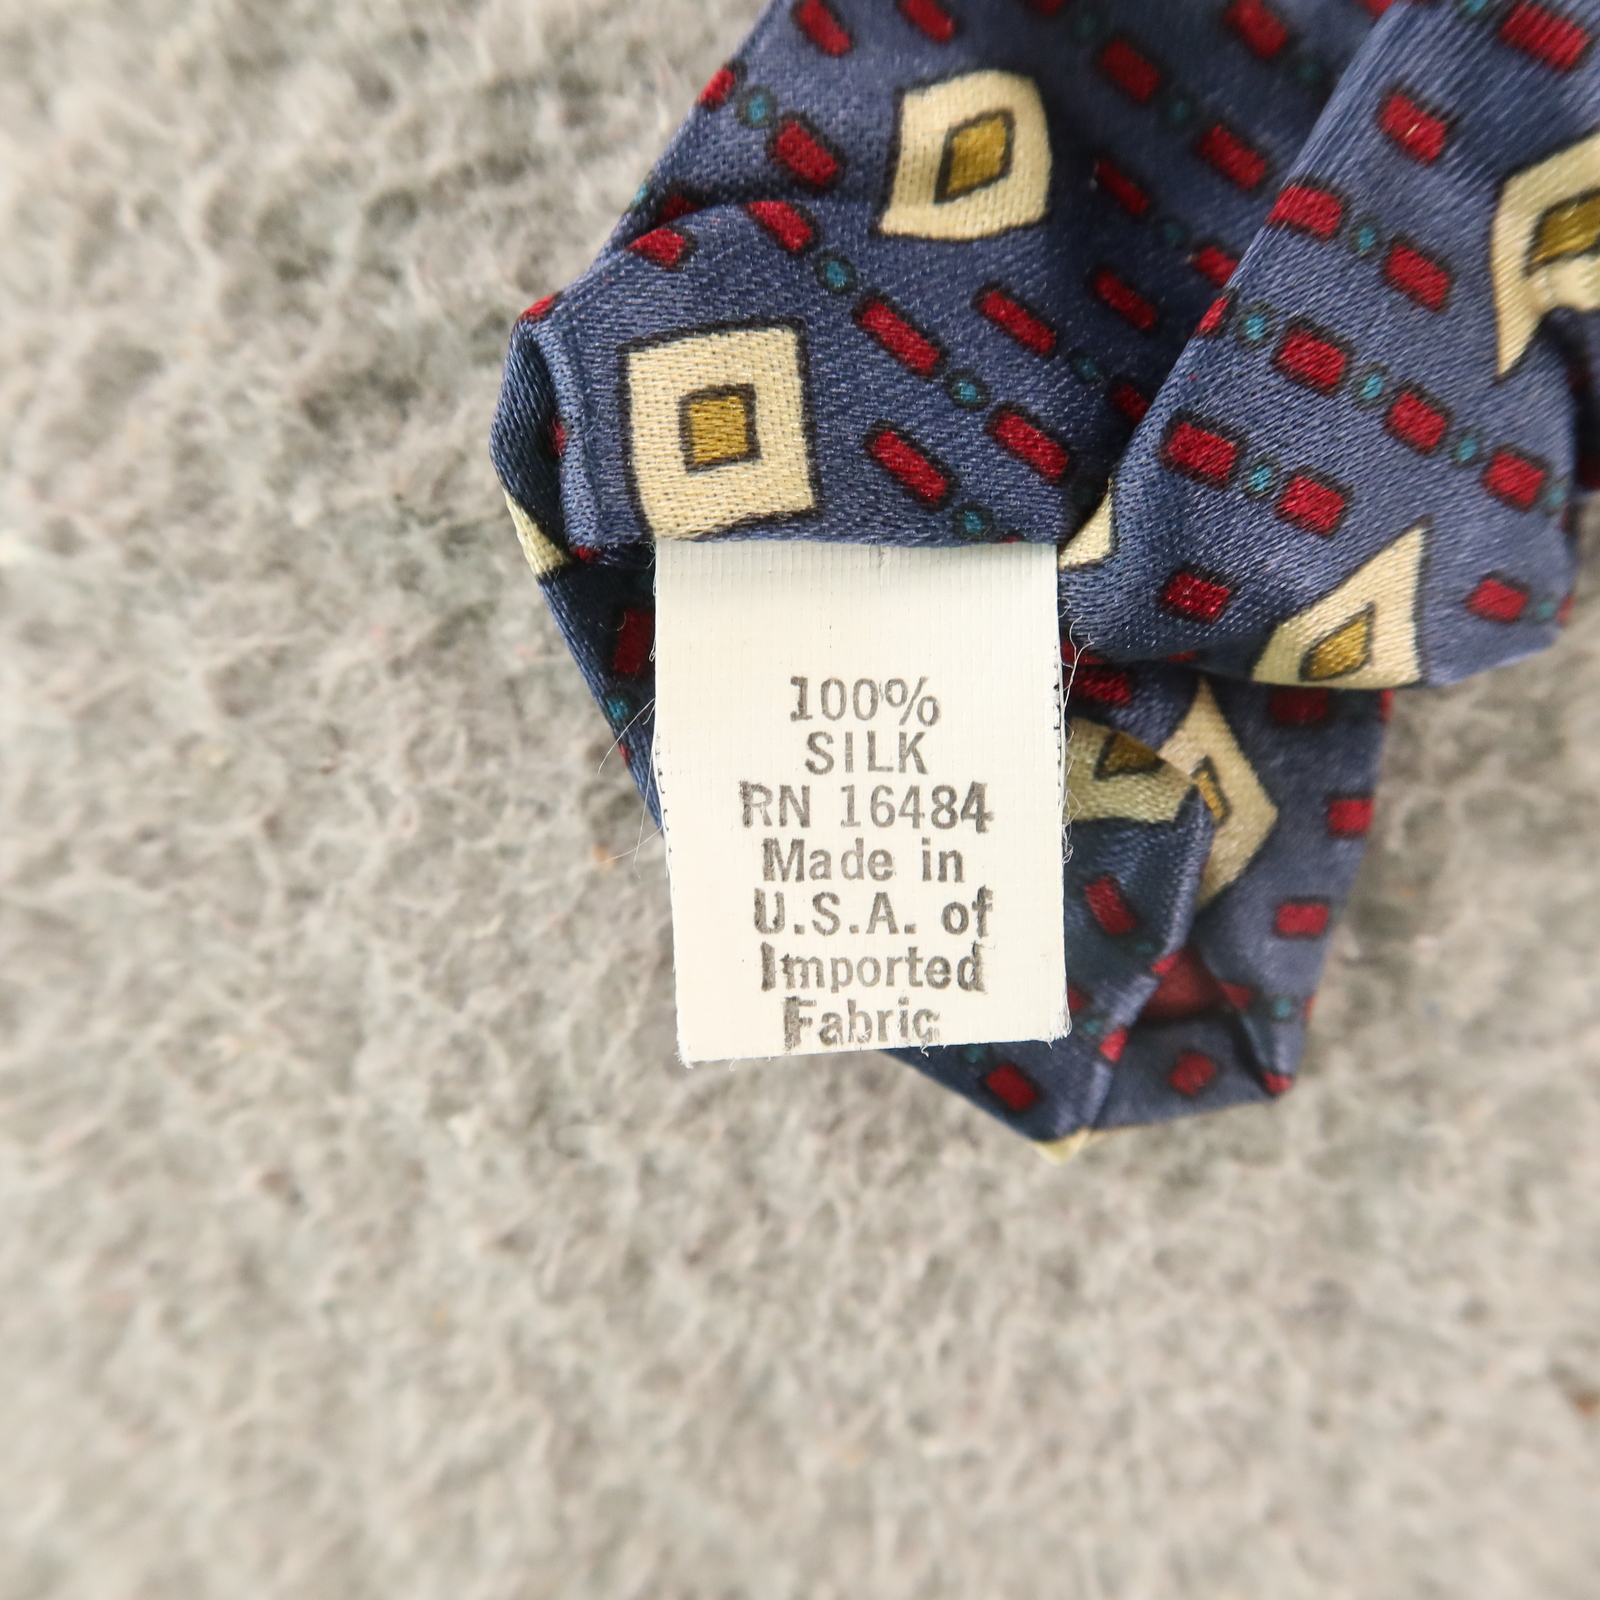 100%
SILK
RN 16484
Made in
U.S.A. of
Imported
Fabric